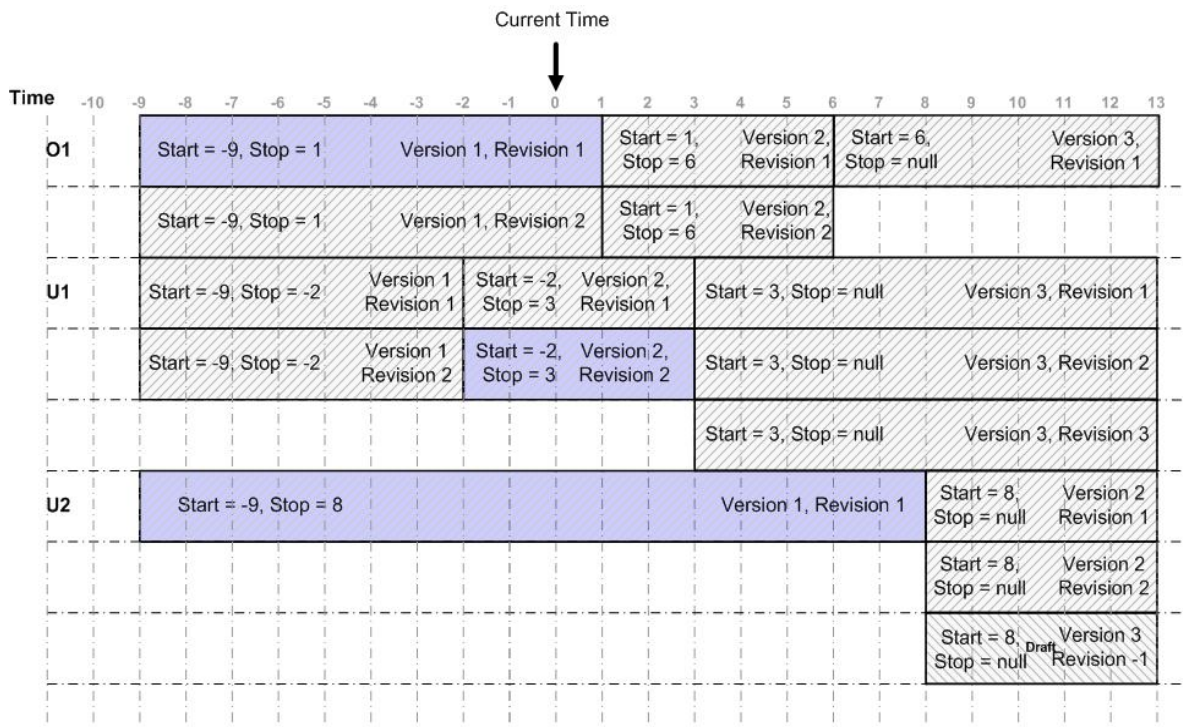 Current Time
Time -10 -9 -8 -7 -6 -5 -4 -3 -2 -1 0 1 2 3 4 5 6 7 8 9 10 11 12 13
O1
Start = -9, Stop = 1 Version 1, Revision 1
Start = 1, Version 2,
Stop = 6 Revision 1
Start = 6, Version 3,
Stop = null Revision 1
Start = -9, Stop = 1 Version 1, Revision 2
Start = 1, Version 2,
Stop = 6 Revision 2
U1
Start = -9, Stop = -2 Version 1
Revision 1
Start = -2, Version 2,
Stop = 3 Revision 1
Start = 3, Stop = null Version 3, Revision 1
Start = -9, Stop = -2 Version 1
Revision 2
Start = -2, Version 2,
Stop = 3 Revision 2
Start = 3, Stop = null Version 3, Revision 2
Start = 3, Stop = null Version 3, Revision 3
U2
Start = -9, Stop = 8 Version 1, Revision 1
Start = 8, Version 2
Stop = null Revision 1
Start = 8, Version 2
Stop = null Revision 2
Start = 8, Draft Version 3
Stop = null Revision -1